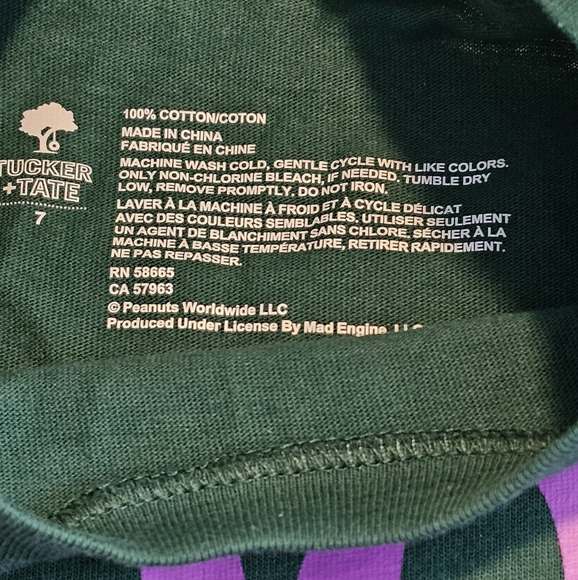 TUCKER
+TATE
7
100% COTTON/COTON
MADE IN CHINA
FABRIQUÉ EN CHINE
MACHINE WASH COLD, GENTLE CYCLE WITH LIKE COLORS.
ONLY NON-CHLORINE BLEACH, IF NEEDED. TUMBLE DRY
LOW, REMOVE PROMPTLY, DO NOT IRON.
LAVER À LA MACHINE À FROID ET À CYCLE DÉLICAT
AVEC DES COULEURS SEMBLABLES. UTILISER SEULEMENT
UN AGENT DE BLANCHIMENT SANS CHLORE, SÉCHER À LA
MACHINE À BASSE TEMPÉRATURE, RETIRER RAPIDEMENT.
NE PAS REPASSER.
RN 58665
CA 57963
© Peanuts Worldwide LLC
Produced Under License By Mad Engine, LLC